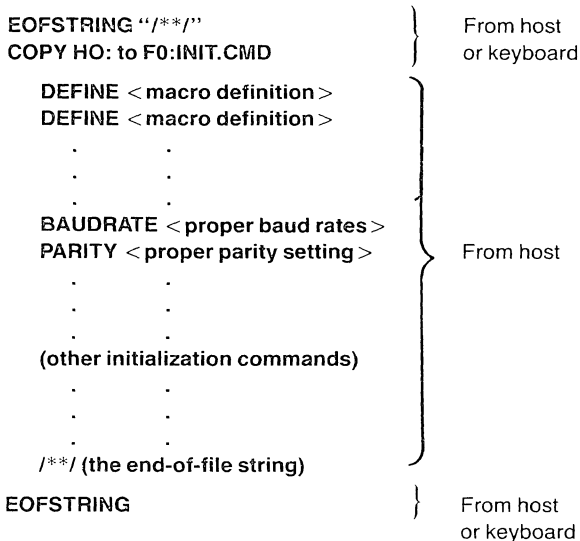 EOFSTRING “/**/” From host
COPY HO: to F0:INIT.CMD or keyboard
DEFINE <macro definition>
DEFINE <macro definition>
. .
. .
. .
BAUDRATE <proper baud rates>
PARITY <proper parity setting> From host
. .
. .
. .
(other initialization commands)
. .
. .
. .
/**/ (the end-of-file string)
EOFSTRING From host
or keyboard